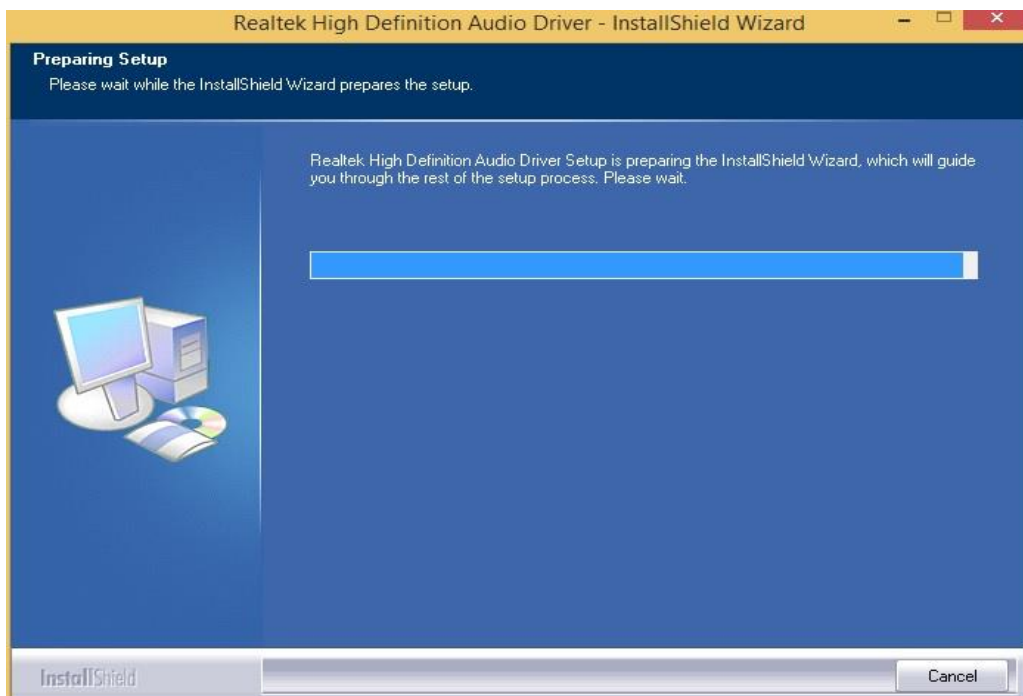 Realtek High Definition Audio Driver - InstallShield Wizard
Preparing Setup
Please wait while the InstallShield Wizard prepares the setup.
Realtek High Definition Audio Driver Setup is preparing the InstallShield Wizard, which will guide
you through the rest of the setup process. Please wait.
InstallShield
Cancel